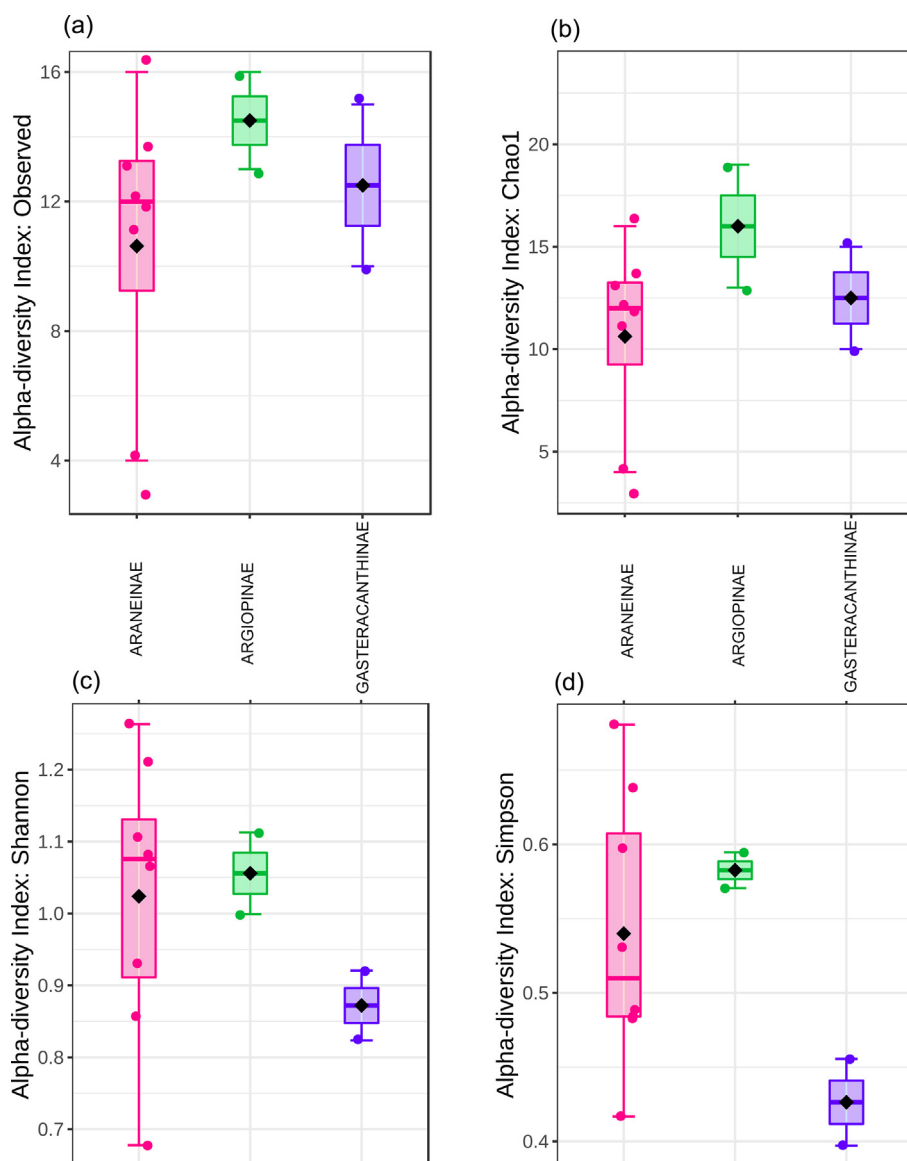 (a)
Alpha-diversity Index: Observed
16
12
8
4
ARANEINAE
ARGIOPINAE
GASTERACANTHINAE
(b)
Alpha-diversity Index: Chao1
20
15
10
5
ARANEINAE
ARGIOPINAE
GASTERACANTHINAE
(c)
Alpha-diversity Index: Shannon
1.2
1.1
1.0
0.9
0.8
0.7
(d)
Alpha-diversity Index: Simpson
0.6
0.5
0.4